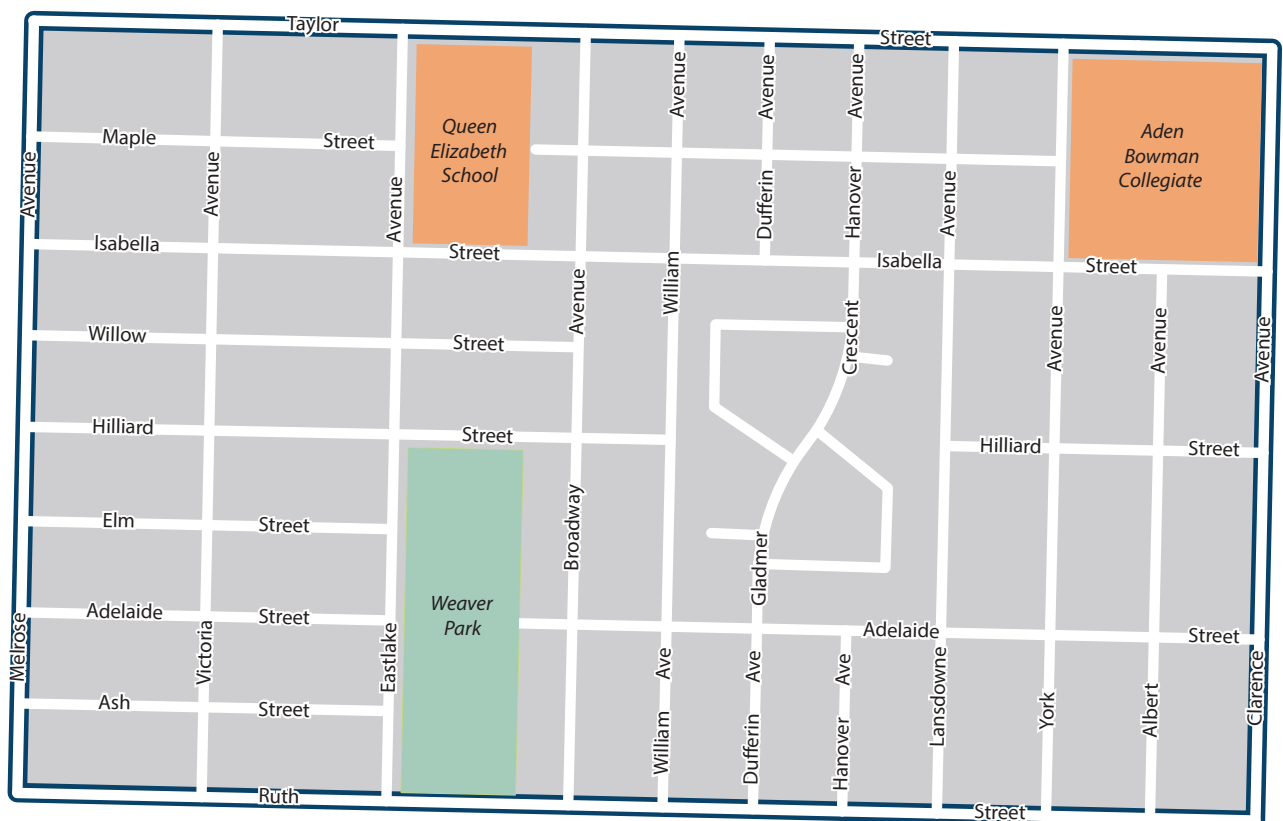 Taylor
Street
Queen
Elizabeth
School
Aden
Bowman
Collegiate
Avenue
Avenue
Avenue
Maple
Street
Avenue
Avenue
Avenue
Avenue
Avenue
Dufferin
Hanover
Isabella
Street
Isabella
Street
Avenue
William
Crescent
Avenue
Avenue
Avenue
Willow
Street
Hilliard
Street
Hilliard
Street
Elm
Street
Broadway
Gladmer
Weaver
Park
Adelaide
Street
Adelaide
Street
Melrose
Victoria
Eastlake
Ave
Ave
Ave
William
Dufferin
Hanover
Lansdowne
York
Albert
Clarence
Ash
Street
Ruth
Street